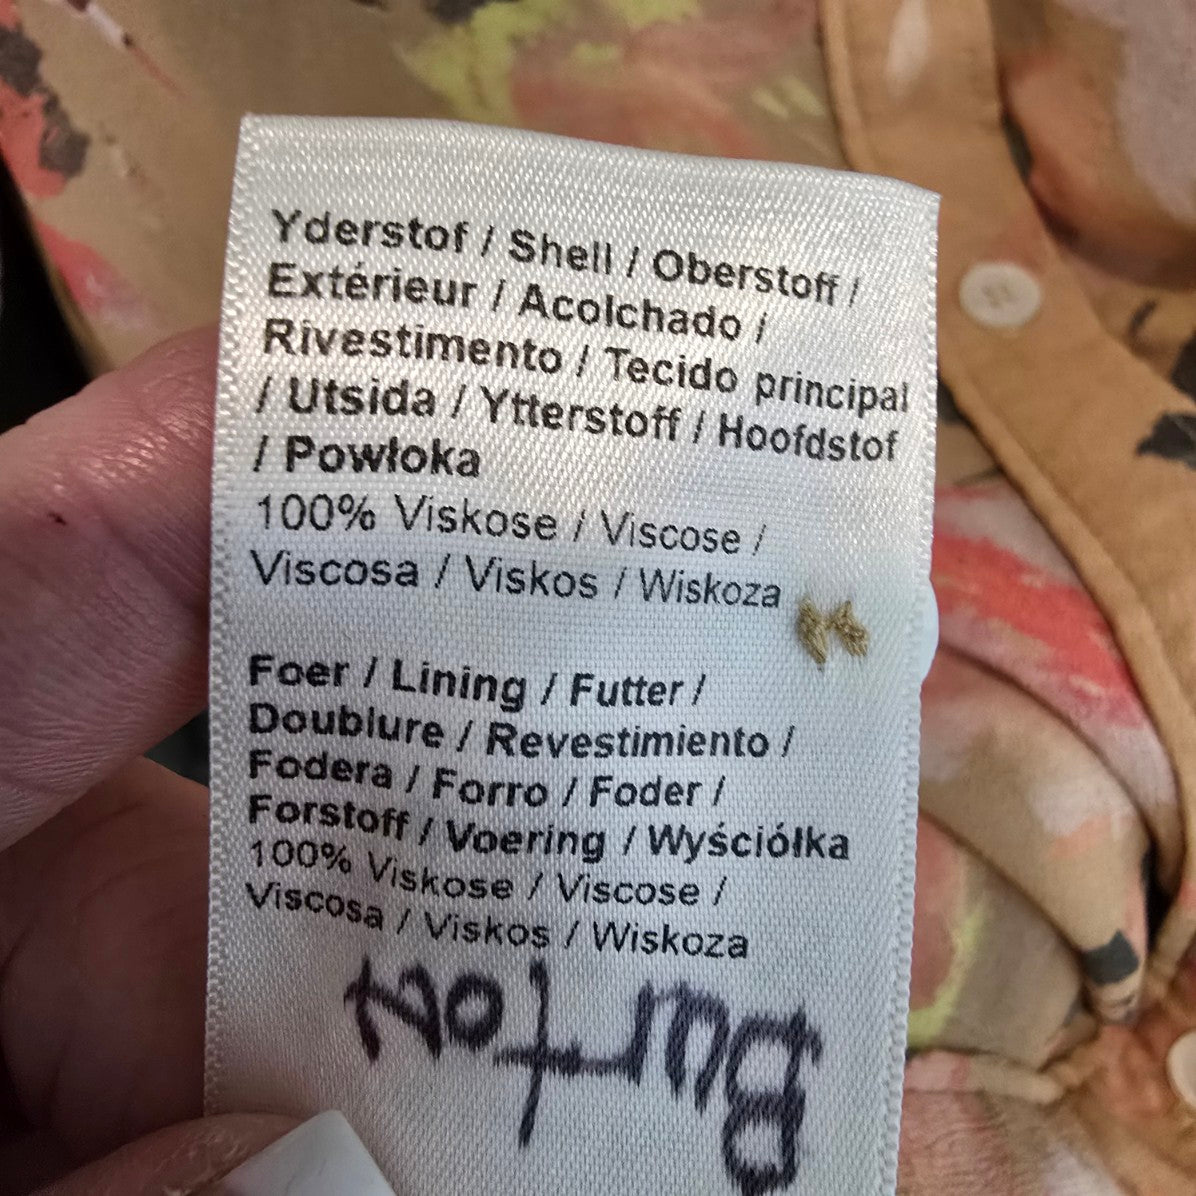 Yderstof / Shell / Oberstoff /
Extérieur / Acolchado /
Rivestimento / Tecido principal
/ Utsida / Ytterstoff / Hoofdstof
/ Powłoka
100% Viskose / Viscose /
Viscosa / Viskos / Wiskoza
Foer / Lining / Futter /
Doublure / Revestimiento /
Fodera / Forro / Foder /
Forstoff / Voering / Wyściółka
100% Viskose / Viscose /
Viscosa / Viskos / Wiskoza
Burton